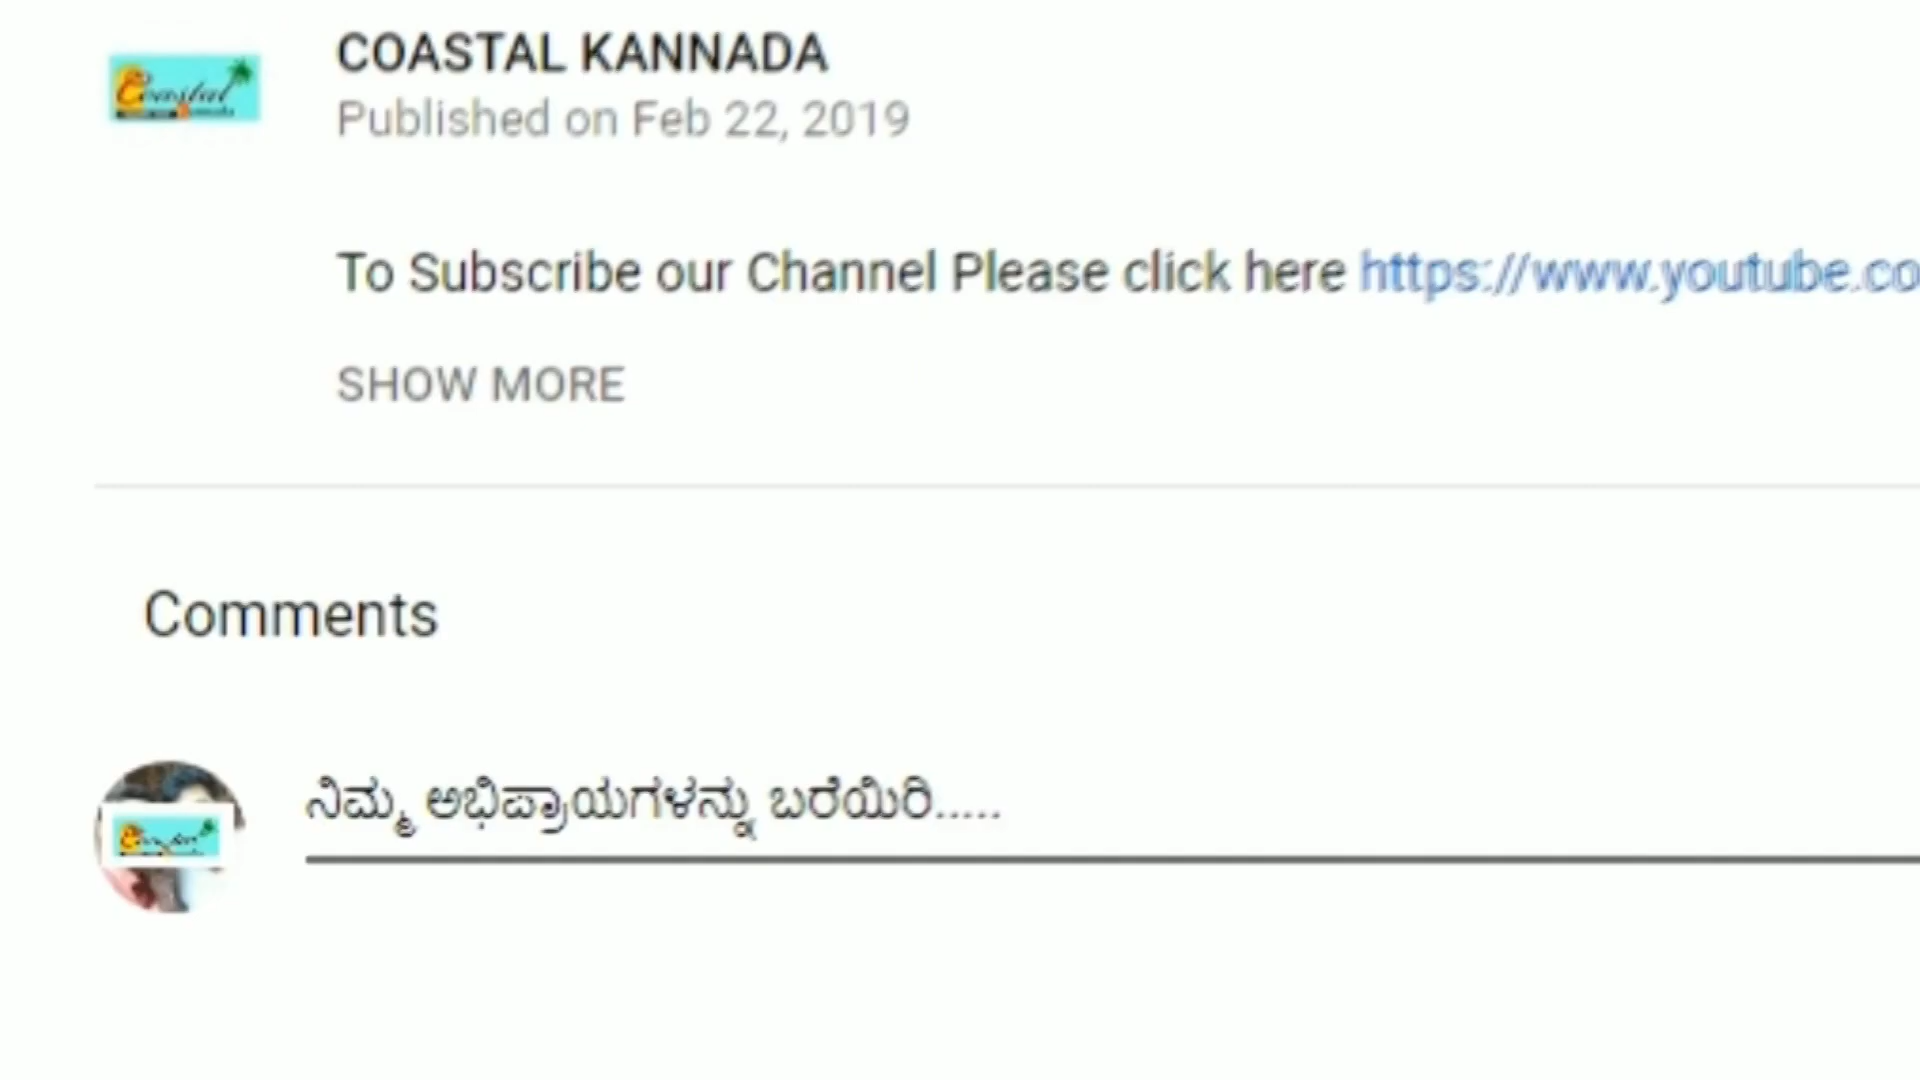 COASTAL KANNADA
Coastal
Published on Feb 22, 2019
To Subscribe our Channel Please click here https://www.youtube.co
SHOW MORE
Comments
ನಿಮ್ಮ ಅಭಿಪ್ರಾಯಗಳನ್ನು ಬರೆಯಿರಿ.....